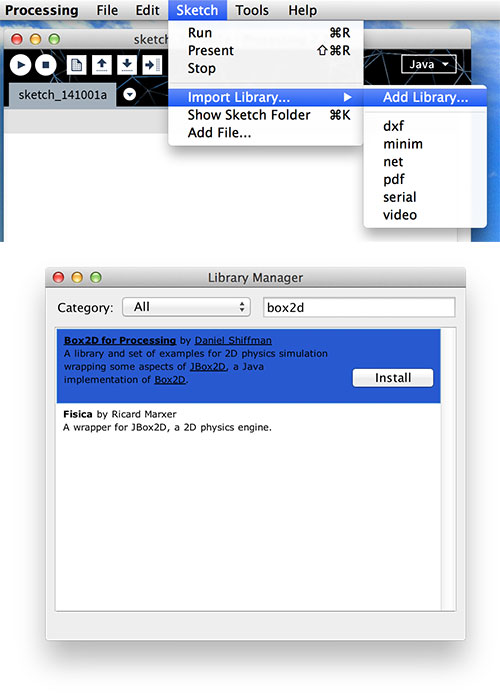 Processing File Edit Sketch Tools Help
Run ⌘R
Present ⇧⌘R
Stop
Import Library... ▶
Show Sketch Folder ⌘K
Add File...
Add Library...
dxf
minim
net
pdf
serial
video
sket
Java
sketch_141001a
Library Manager
Category: All box2d
Box2D for Processing by Daniel Shiffman
A library and set of examples for 2D physics simulation
wrapping some aspects of JBox2D, a Java
implementation of Box2D.
Install
Fisica by Ricard Marxer
A wrapper for JBox2D, a 2D physics engine.